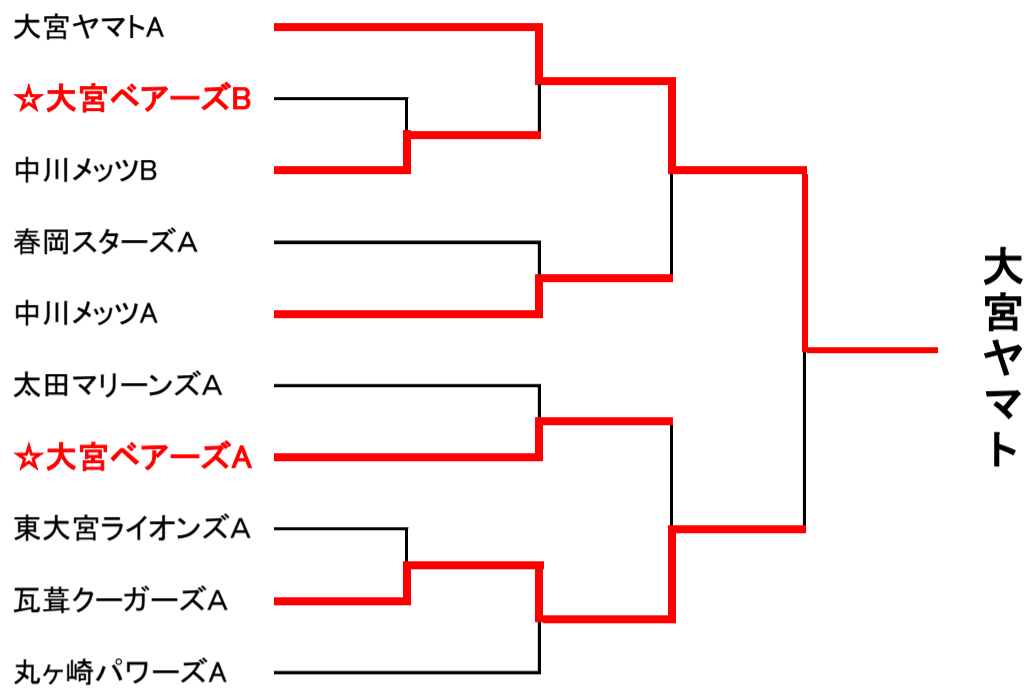 大宮ヤマトA
☆大宮ベアーズB
中川メッツB
春岡スターズA
中川メッツA
太田マリーンズA
☆大宮ベアーズA
東大宮ライオンズA
瓦葺クーガーズA
丸ヶ崎パワーズA
大宮ヤマト